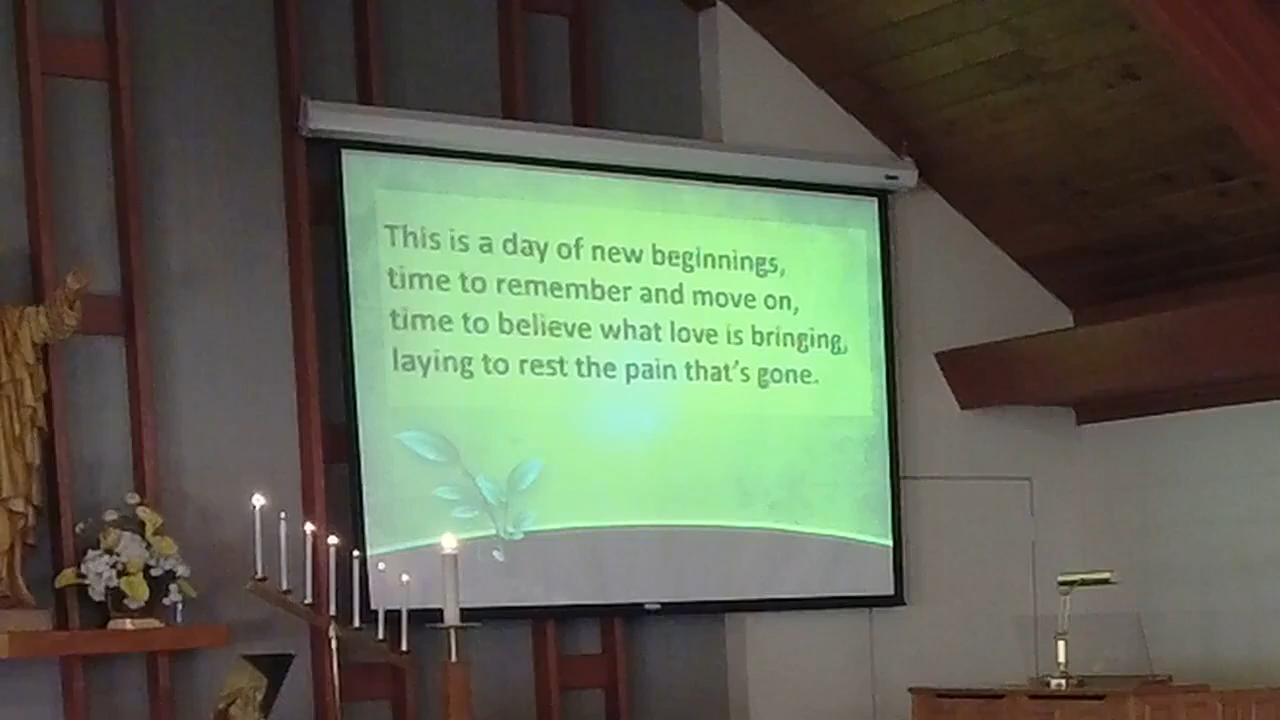 This is a day of new beginnings,
time to remember and move on,
time to believe what love is bringing,
laying to rest the pain that's gone.